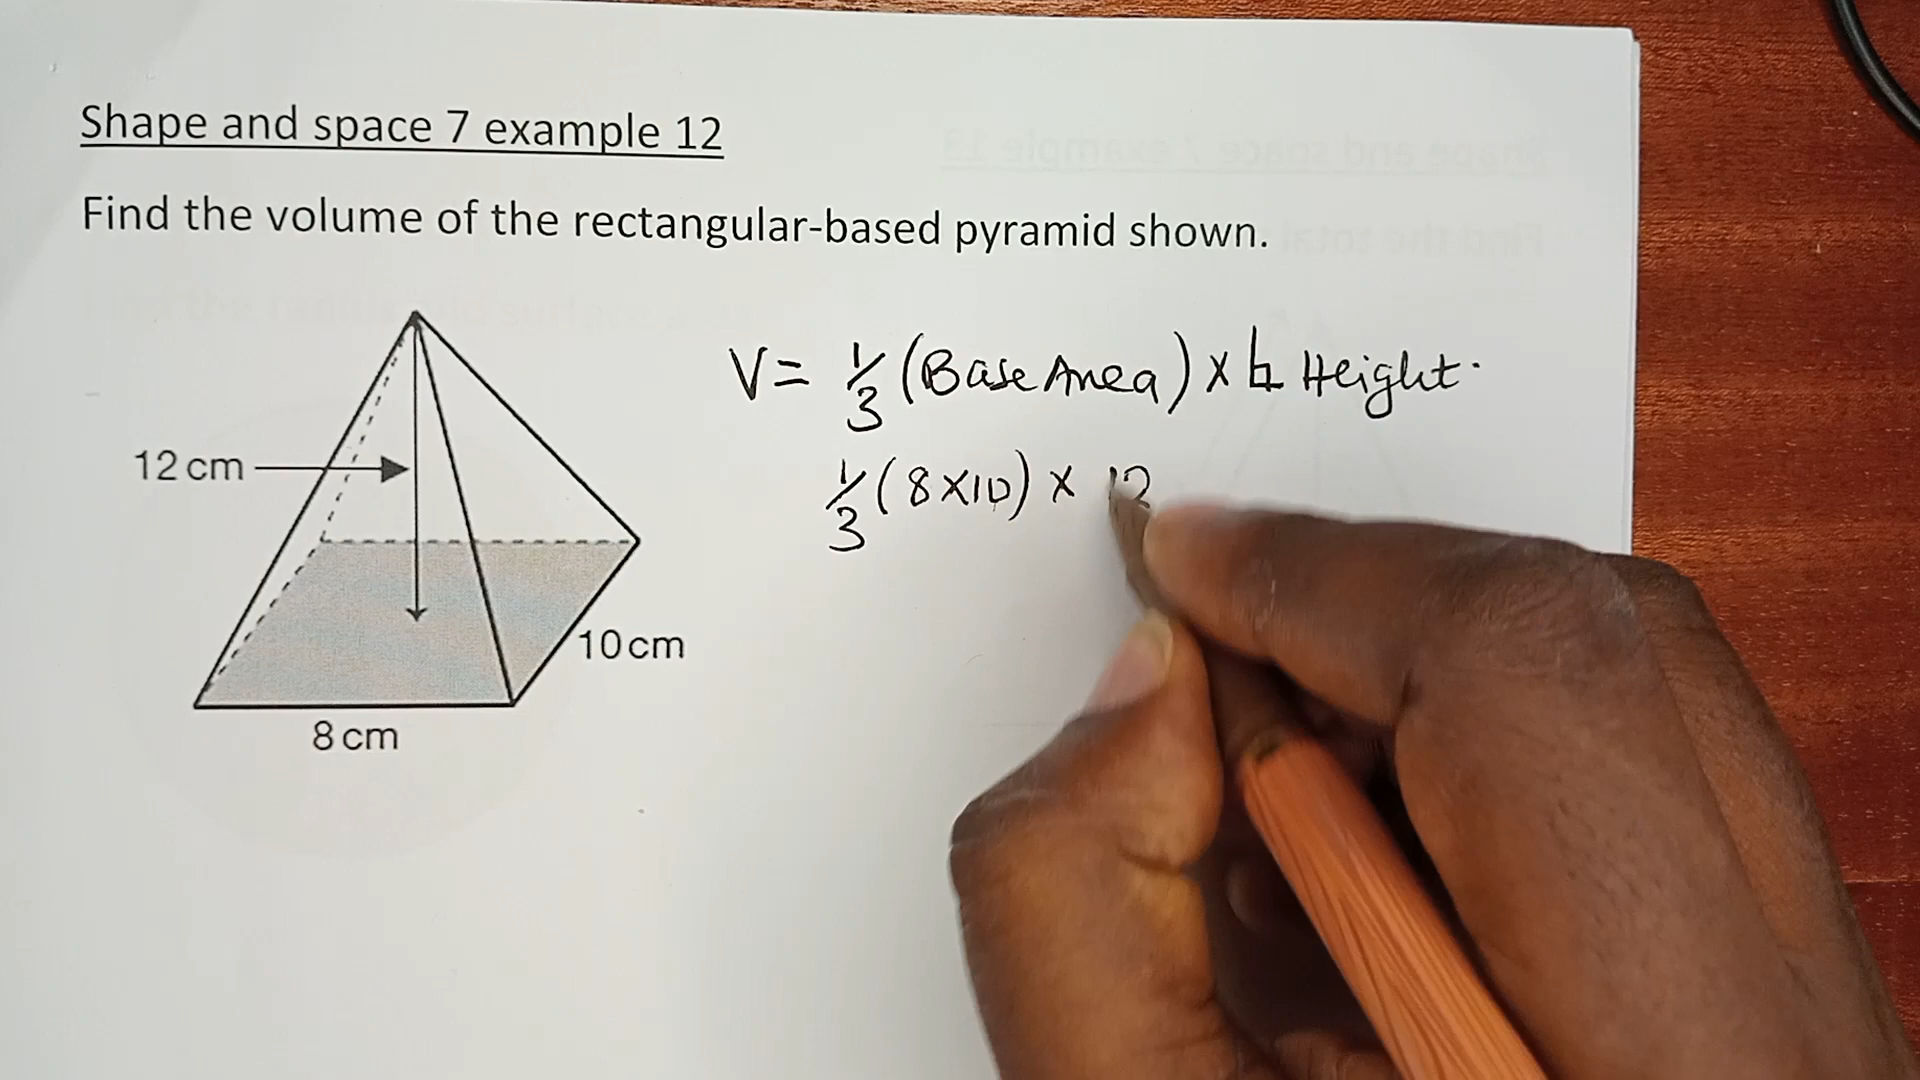 Shape and space 7 example 12
Find the volume of the rectangular-based pyramid shown.
V = 1/3 (Base Area) x h Height.
12 cm
1/3 (8 x 10) x 12
10 cm
8 cm